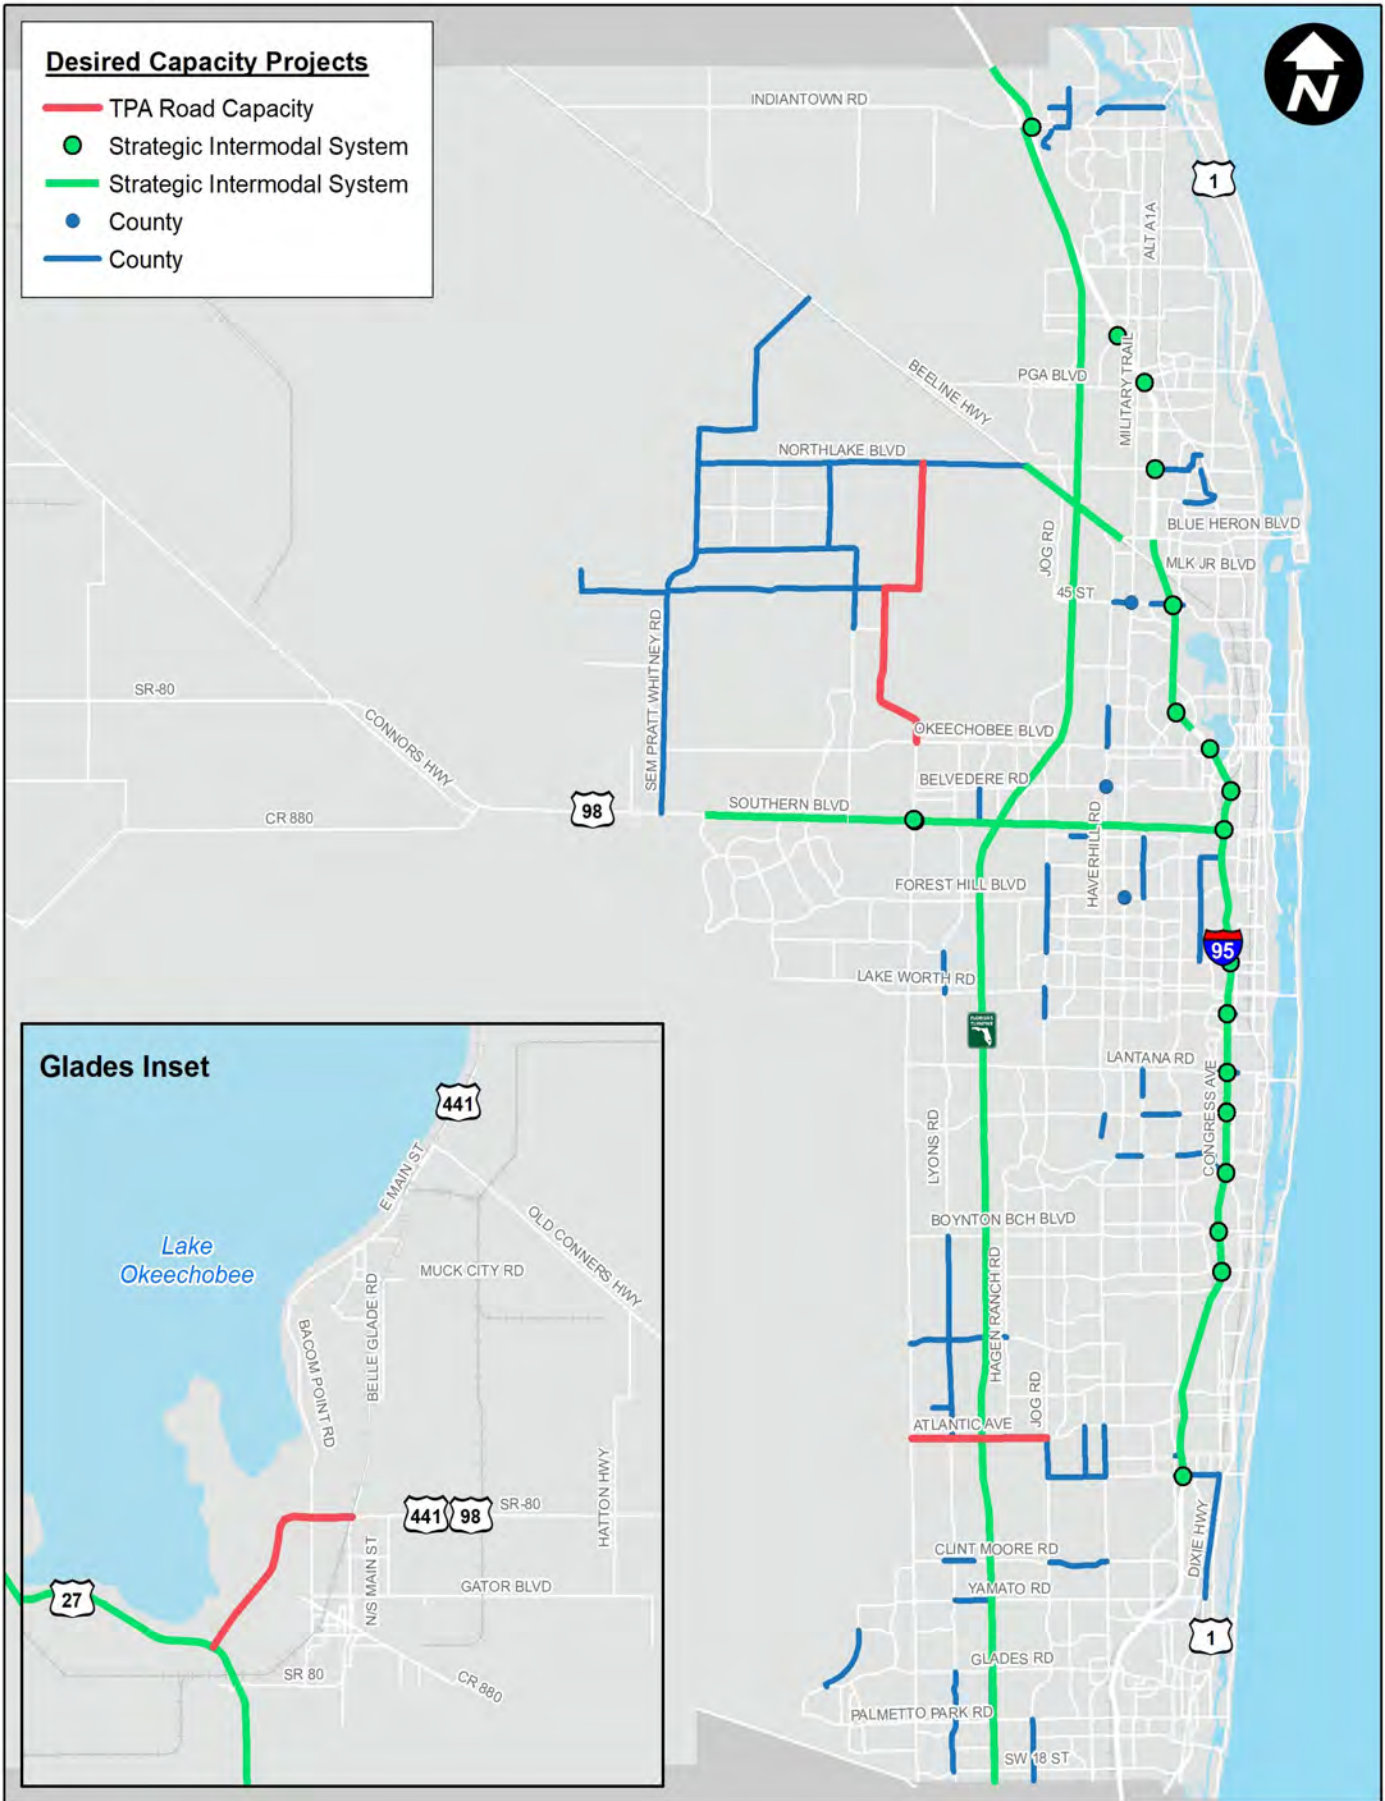 Desired Capacity Projects
TPA Road Capacity
Strategic Intermodal System
Strategic Intermodal System
County
County
N
INDIANTOWN RD
1
ALT A1A
MILITARY TRAIL
PGA BLVD
BEELINE HWY
NORTHLAKE BLVD
BLUE HERON BLVD
JOG RD
MLK JR BLVD
45 ST
SEM PRATT WHITNEY RD
SR-80
CONNORS HWY
OKEECHOBEE BLVD
BELVEDERE RD
SOUTHERN BLVD
98
CR 880
HAVERHILL RD
FOREST HILL BLVD
95
LAKE WORTH RD
LANTANA RD
CONGRESS AVE
LYONS RD
BOYNTON BCH BLVD
HAGEN RANCH RD
JOG RD
ATLANTIC AVE
DIXIE HWY
CLINT MOORE RD
YAMATO RD
1
GLADES RD
PALMETTO PARK RD
SW 18 ST
Glades Inset
441
E MAIN ST
OLD CONNERS HWY
Lake
Okeechobee
MUCK CITY RD
BELLE GLADE RD
BACOM POINT RD
HATTON HWY
441
98
SR-80
N/S MAIN ST
27
GATOR BLVD
SR 80
CR 880